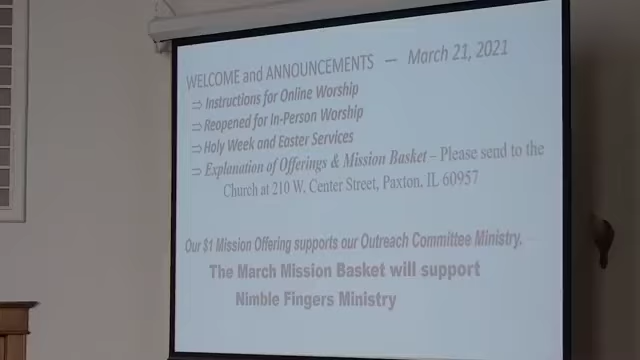 WELCOME and ANNOUNCEMENTS — March 21, 2021
⇒ Instructions for Online Worship
⇒ Reopened for In-Person Worship
⇒ Holy Week and Easter Services
⇒ Explanation of Offerings & Mission Basket – Please send to the
Church at 210 W. Center Street, Paxton, IL 60957
Our $1 Mission Offering supports our Outreach Committee Ministry,
The March Mission Basket will support
Nimble Fingers Ministry